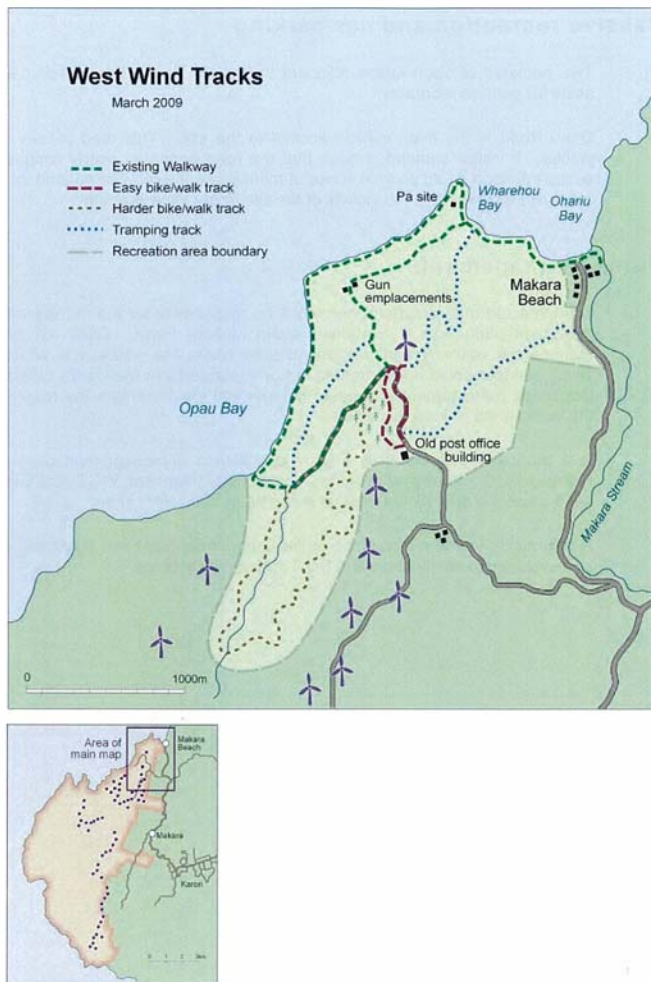 West Wind Tracks
March 2009
Existing Walkway
Easy bike/walk track
Harder bike/walk track
Tramping track
Recreation area boundary
Pa site
Wharehou
Bay
Ohariu
Bay
Gun
emplacements
Makara
Beach
Opau Bay
Old post office
building
Makara Stream
0
1000m
Area of
main map
Makara
Beach
Makara
Karori